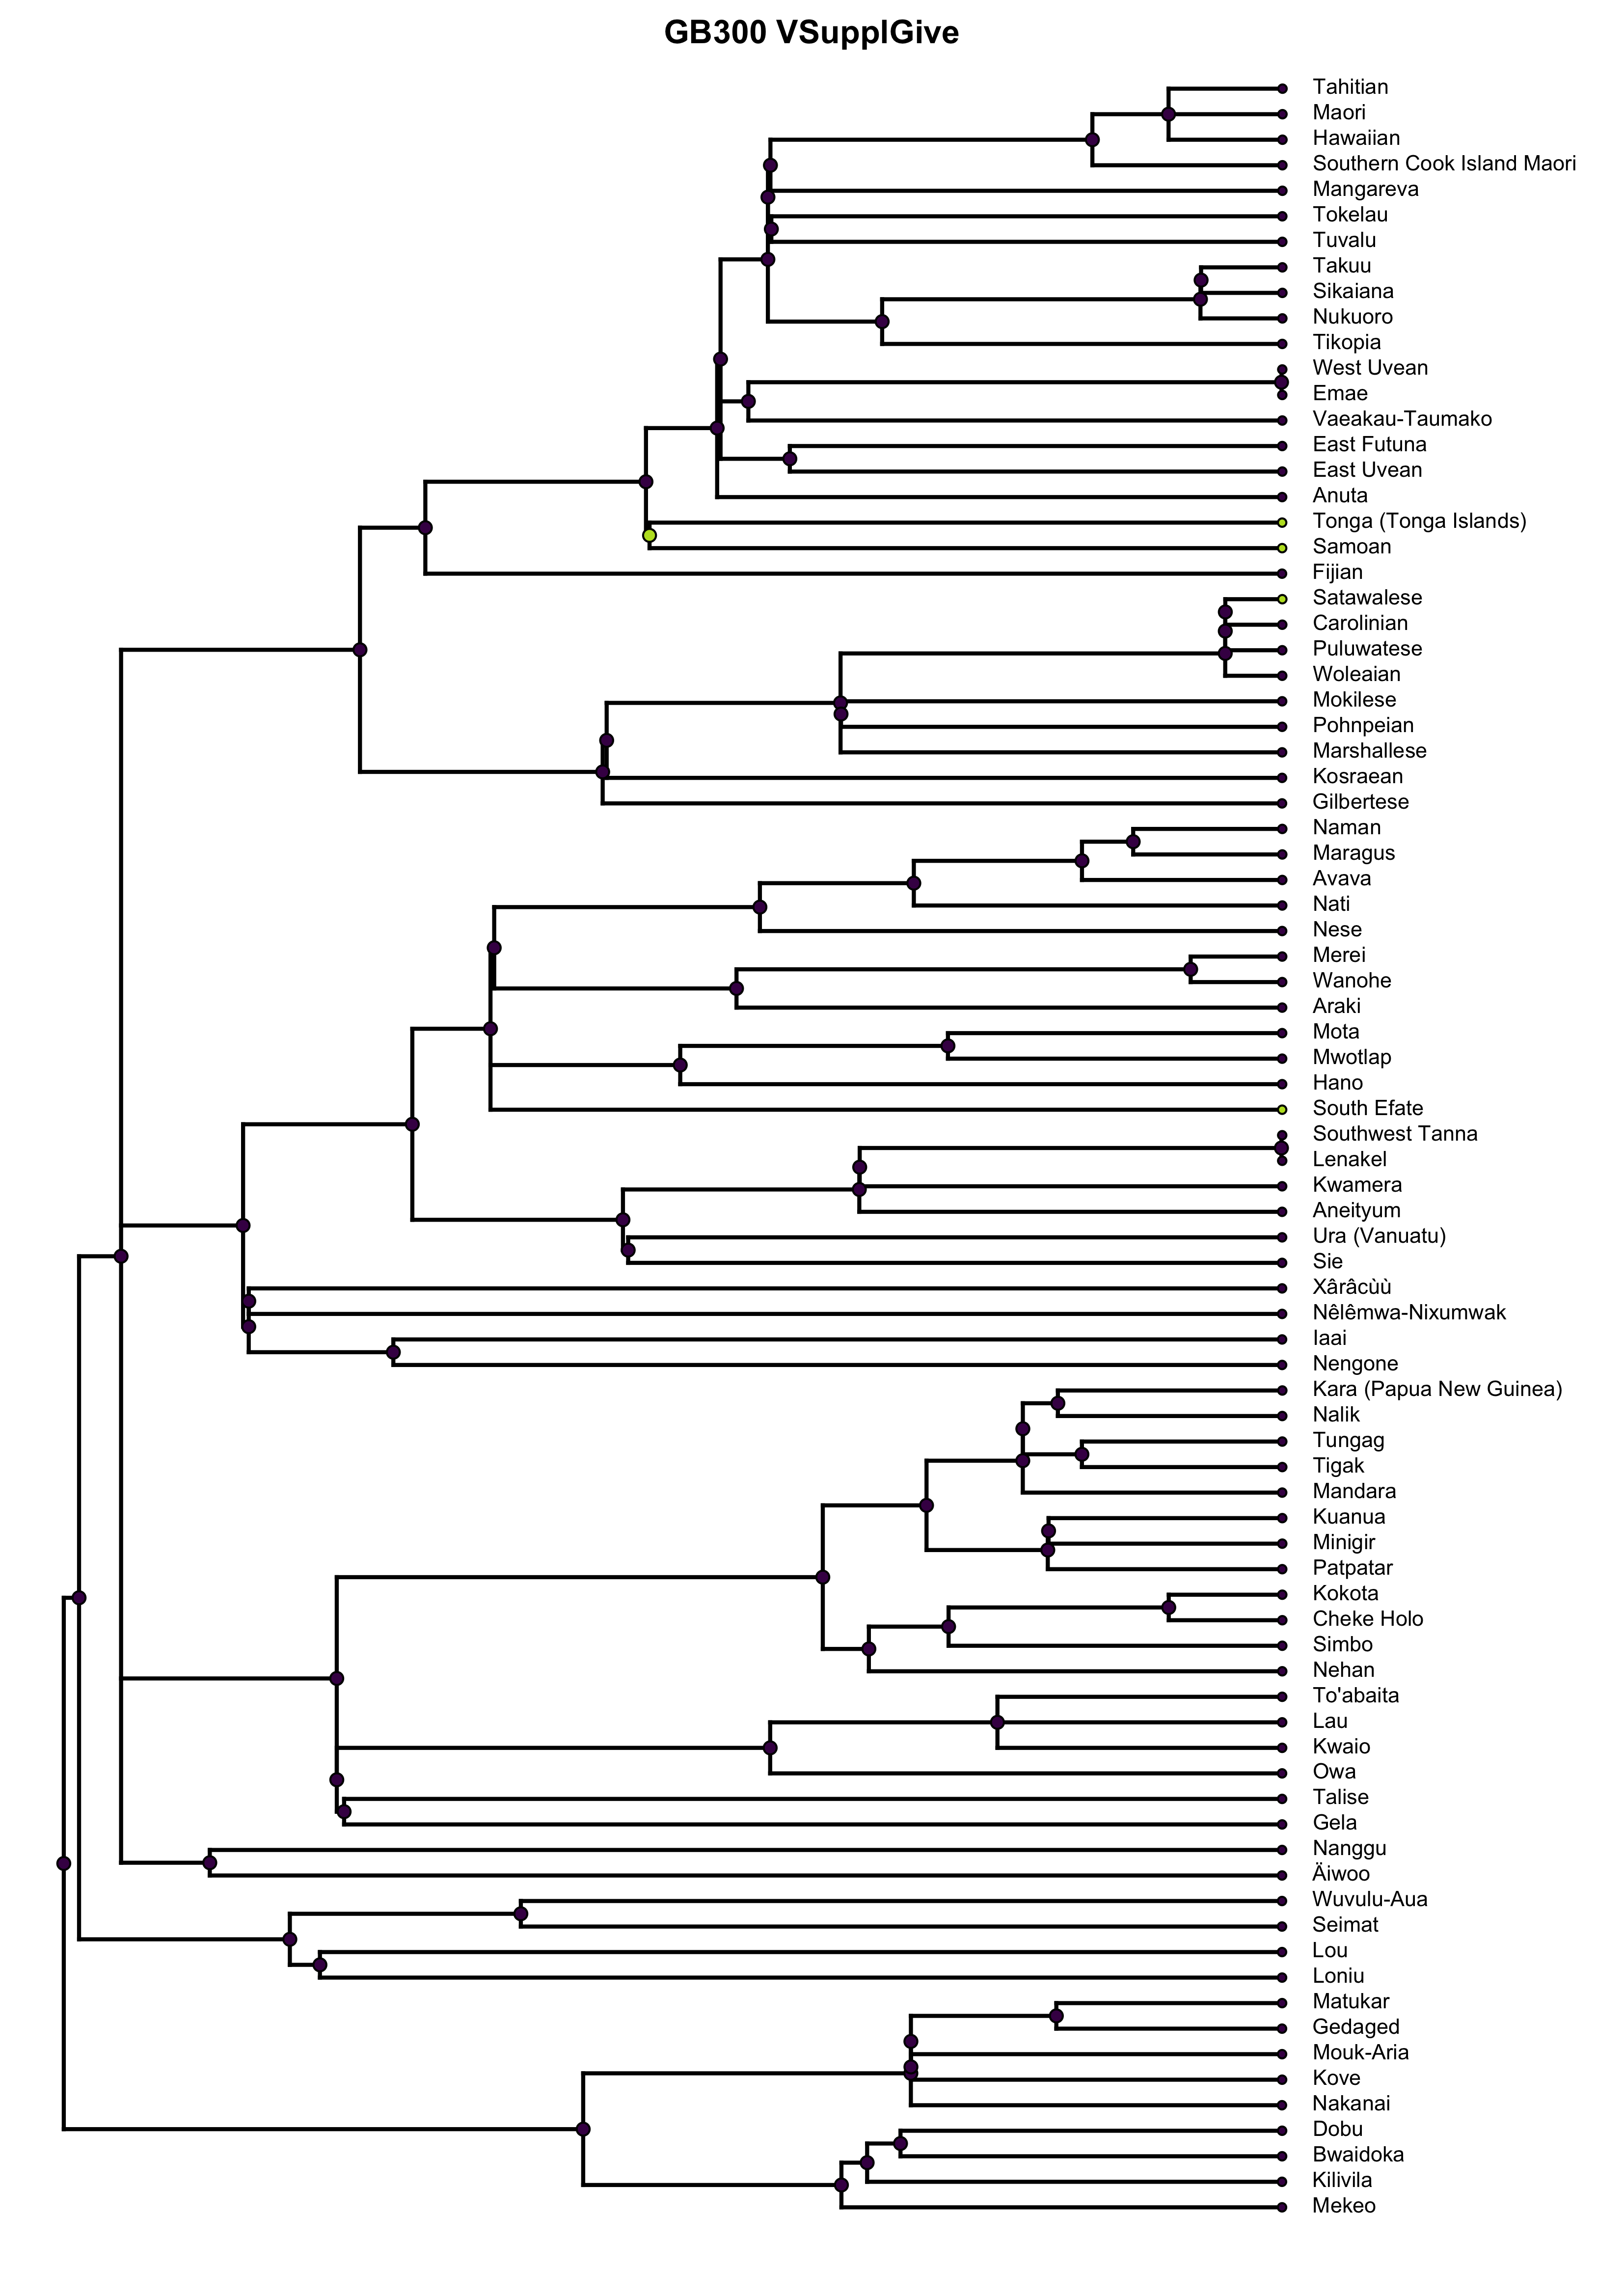 GB300 VSupplGive
Tahitian
Maori
Hawaiian
Southern Cook Island Maori
Mangareva
Tokelau
Tuvalu
Takuu
Sikaiana
Nukuoro
Tikopia
West Uvean
Emae
Vaeakau-Taumako
East Futuna
East Uvean
Anuta
Tonga (Tonga Islands)
Samoan
Fijian
Satawalese
Carolinian
Puluwatese
Woleaian
Mokilese
Pohnpeian
Marshallese
Kosraean
Gilbertese
Naman
Maragus
Avava
Nati
Nese
Merei
Wanohe
Araki
Mota
Mwotlap
Hano
South Efate
Southwest Tanna
Lenakel
Kwamera
Aneityum
Ura (Vanuatu)
Sie
Xârâcùù
Nêlêmwa-Nixumwak
Iaai
Nengone
Kara (Papua New Guinea)
Nalik
Tungag
Tigak
Mandara
Kuanua
Minigir
Patpatar
Kokota
Cheke Holo
Simbo
Nehan
To'abaita
Lau
Kwaio
Owa
Talise
Gela
Nanggu
Äiwoo
Wuvulu-Aua
Seimat
Lou
Loniu
Matukar
Gedaged
Mouk-Aria
Kove
Nakanai
Dobu
Bwaidoka
Kilivila
Mekeo